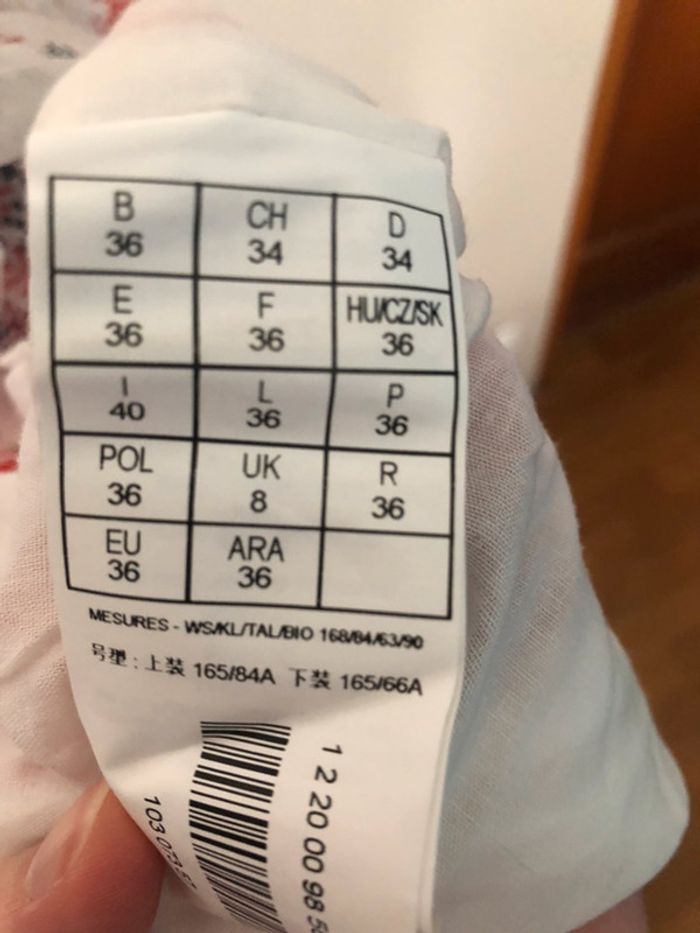 B CH D
36 34 34
E F HU/CZ/SK
36 36 36
I L P
40 36 36
POL UK R
36 8 36
EU ARA
36 36
MESURES - WS/KL/TAL/BIO 168/84/63/90
号型 : 上装 165/84A 下装 165/66A
1 2 20 00 98
103 073